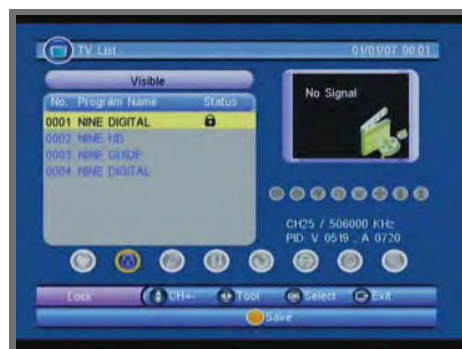 TV List 01/01/07 00:01
Visible
No. Program Name Status
0001 NINE DIGITAL
0002 NINE HD
0003 NINE GUIDE
0004 NINE DIGITAL
No Signal
CH25 / 506000 KHz
PID: V 0519 , A 0720
Lock CH+- Tool OK Select Exit
Save